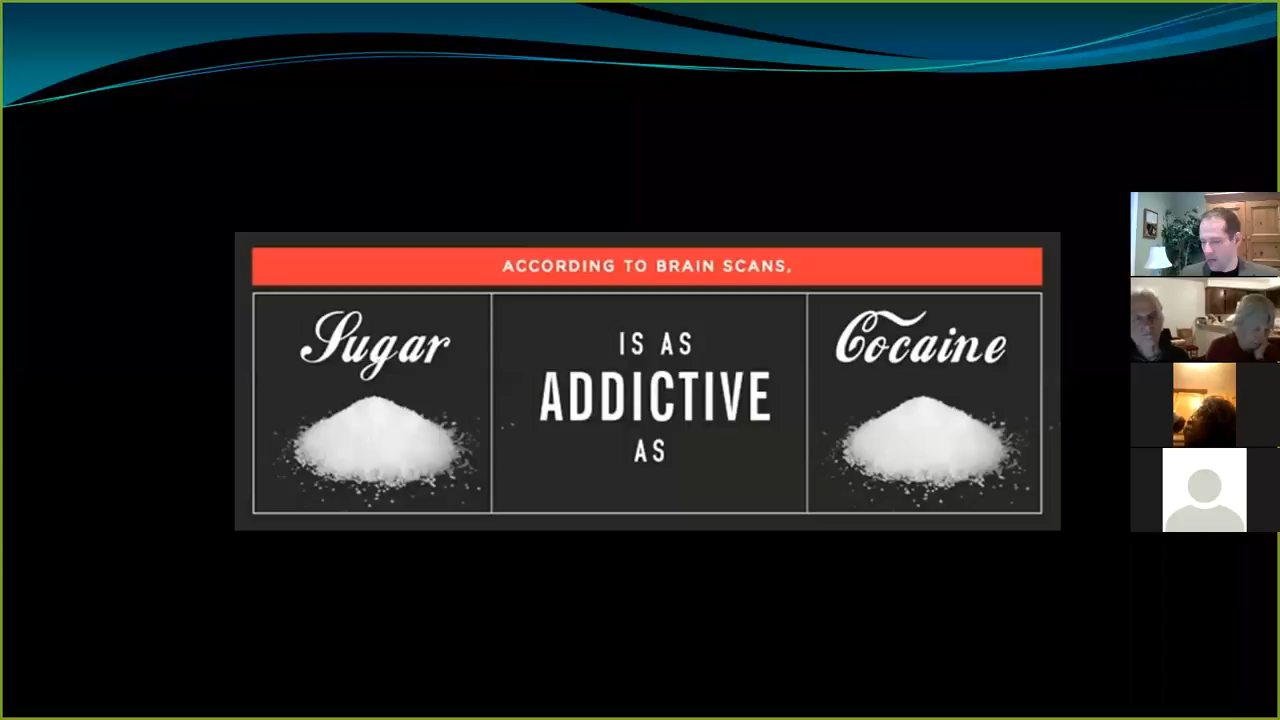 ACCORDING TO BRAIN SCANS,
Sugar
IS AS
ADDICTIVE
AS
Cocaine